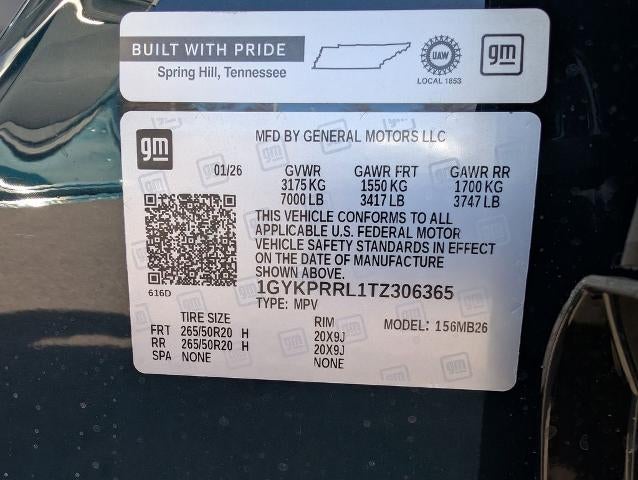 BUILT WITH PRIDE
Spring Hill, Tennessee
UAW
LOCAL 1853
gm
gm
MFD BY GENERAL MOTORS LLC
01/26 GVWR GAWR FRT GAWR RR
3175 KG 1550 KG 1700 KG
7000 LB 3417 LB 3747 LB
THIS VEHICLE CONFORMS TO ALL
APPLICABLE U.S. FEDERAL MOTOR
VEHICLE SAFETY STANDARDS IN EFFECT
ON THE DATE OF MANUFACTURE
SHOWN ABOVE.
616D
1GYKPRRL1TZ306365
TYPE: MPV
TIRE SIZE RIM MODEL: 156MB26
FRT 265/50R20 H 20X9J
RR 265/50R20 H 20X9J
SPA NONE NONE